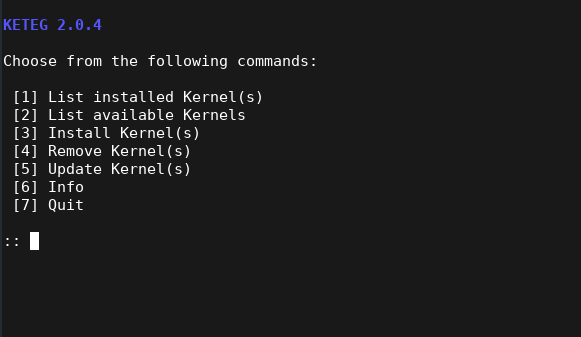 KETEG 2.0.4
Choose from the following commands:
[1] List installed Kernel(s)
[2] List available Kernels
[3] Install Kernel(s)
[4] Remove Kernel(s)
[5] Update Kernel(s)
[6] Info
[7] Quit
::